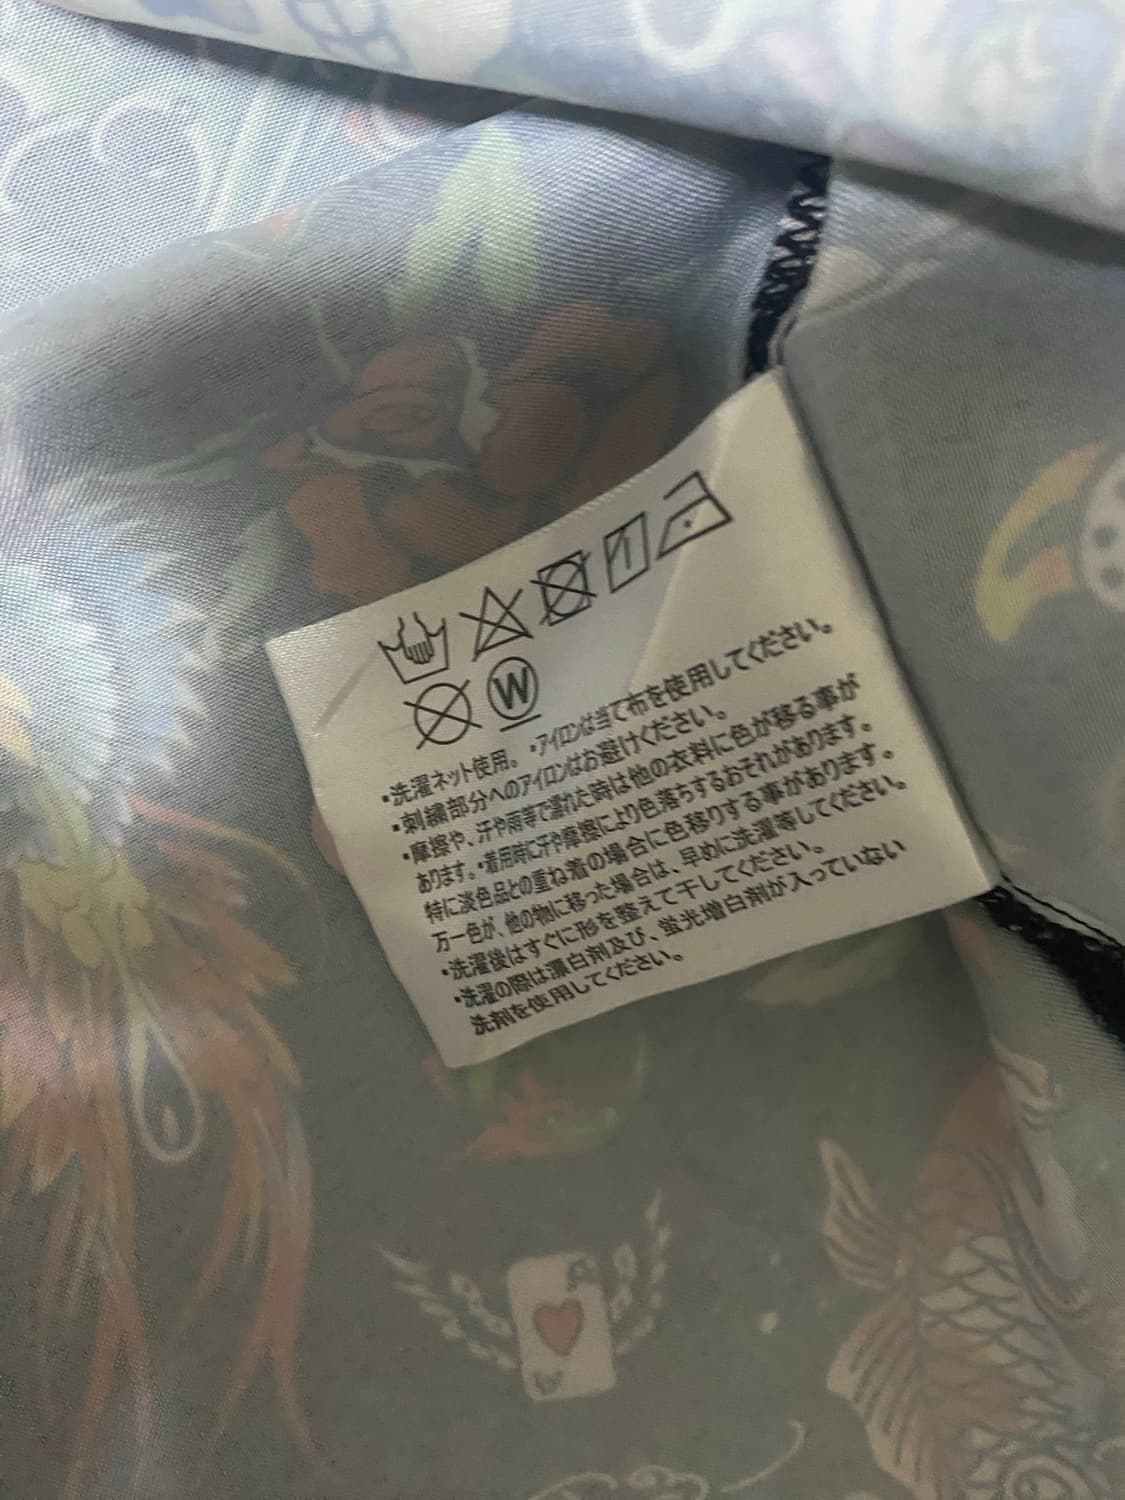 W
・洗濯ネット使用。・アイロンは当て布を使用してください。
・刺繍部分へのアイロンはお避けください。
・摩擦や、汗や雨等で濡れた時は他の衣料に色が移る事が
あります。・着用時に汗や摩擦により色落ちするおそれがあります。
特に淡色品との重ね着の場合に色移りする事があります。
万一色が、他の物に移った場合は、早めに洗濯等してください。
・洗濯後はすぐに形を整えて干してください。
・洗濯の際は漂白剤及び、蛍光増白剤が入っていない
洗剤を使用してください。